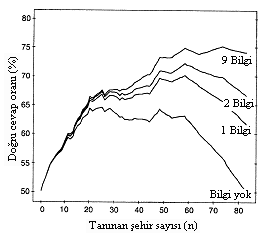 Doğru cevap oranı (%)
80
75
70
65
60
55
50
9 Bilgi
2 Bilgi
1 Bilgi
Bilgi yok
0 10 20 30 40 50 60 70 80
Tanınan şehir sayısı (n)